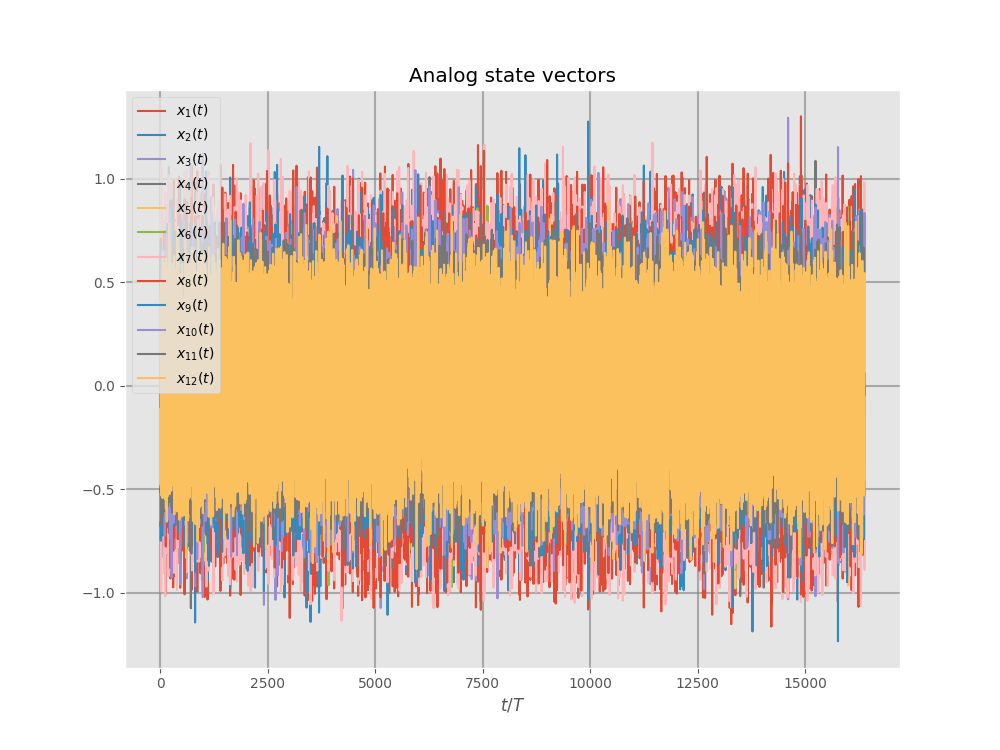 Analog state vectors
x₁(t)
x₂(t)
x₃(t)
x₄(t)
x₅(t)
x₆(t)
x₇(t)
x₈(t)
x₉(t)
x₁₀(t)
x₁₁(t)
x₁₂(t)
1.0
0.5
0.0
−0.5
−1.0
0 2500 5000 7500 10000 12500 15000
t/T